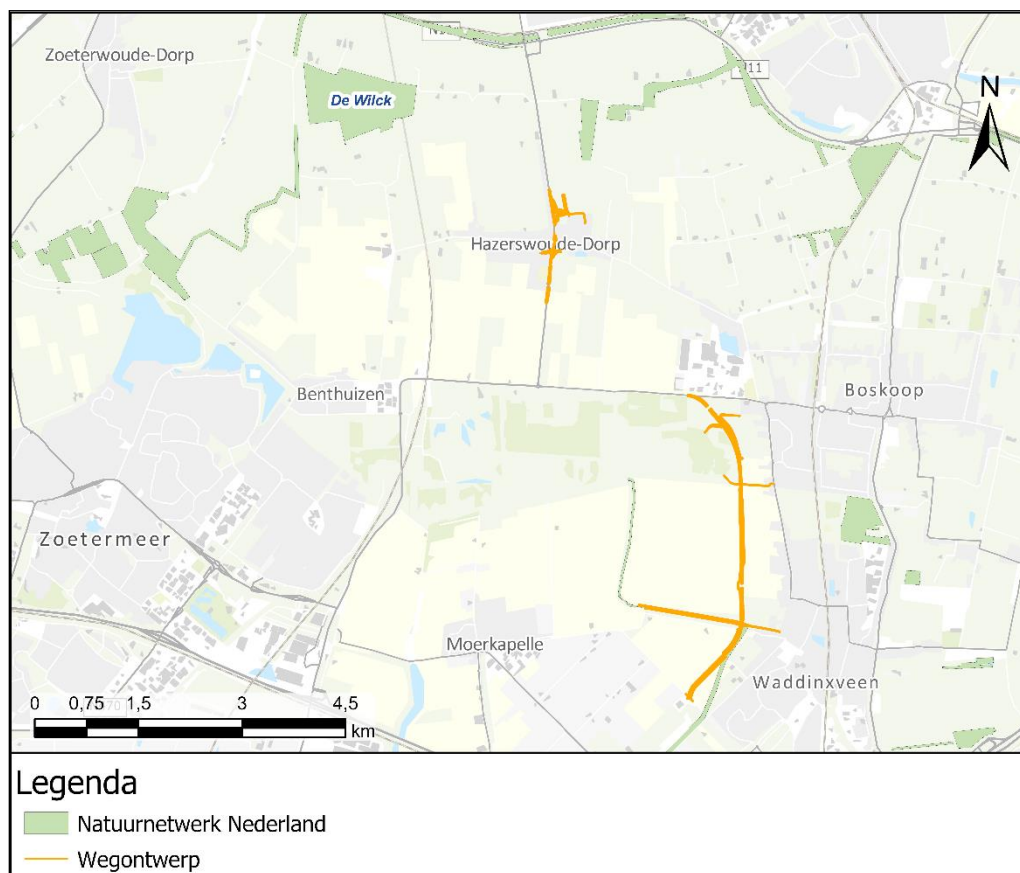 Zoeterwoude-Dorp
De Wilck
N11
N
Hazerswoude-Dorp
Benthuizen
Boskoop
Zoetermeer
Moerkapelle
Waddinxveen
0 0,75 1,5 3 4,5
km
Legenda
Natuurnetwerk Nederland
Wegontwerp